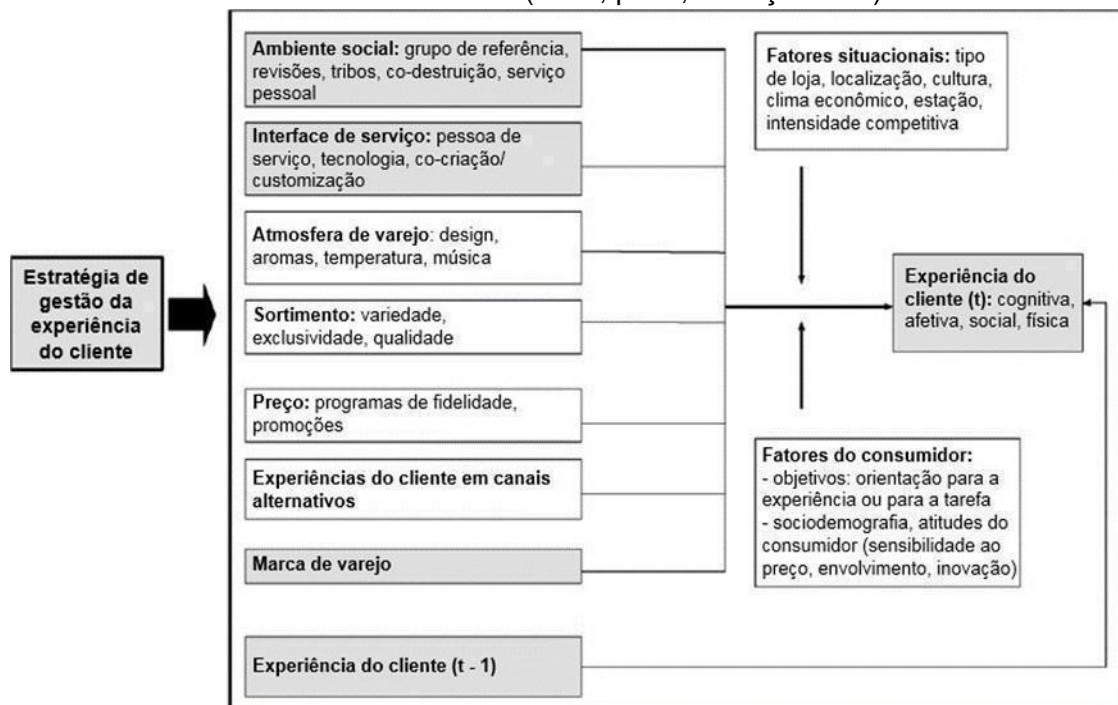 Ambiente social: grupo de referência,
revisões, tribos, co-destruição, serviço
pessoal
Interface de serviço: pessoa de
serviço, tecnologia, co-criação/
customização
Atmosfera de varejo: design,
aromas, temperatura, música
Sortimento: variedade,
exclusividade, qualidade
Preço: programas de fidelidade,
promoções
Experiências do cliente em canais
alternativos
Marca de varejo
Experiência do cliente (t - 1)
Estratégia de
gestão da
experiência
do cliente
Fatores situacionais: tipo
de loja, localização, cultura,
clima econômico, estação,
intensidade competitiva
Experiência do
cliente (t): cognitiva,
afetiva, social, física
Fatores do consumidor:
- objetivos: orientação para a
experiência ou para a tarefa
- sociodemografia, atitudes do
consumidor (sensibilidade ao
preço, envolvimento, inovação)